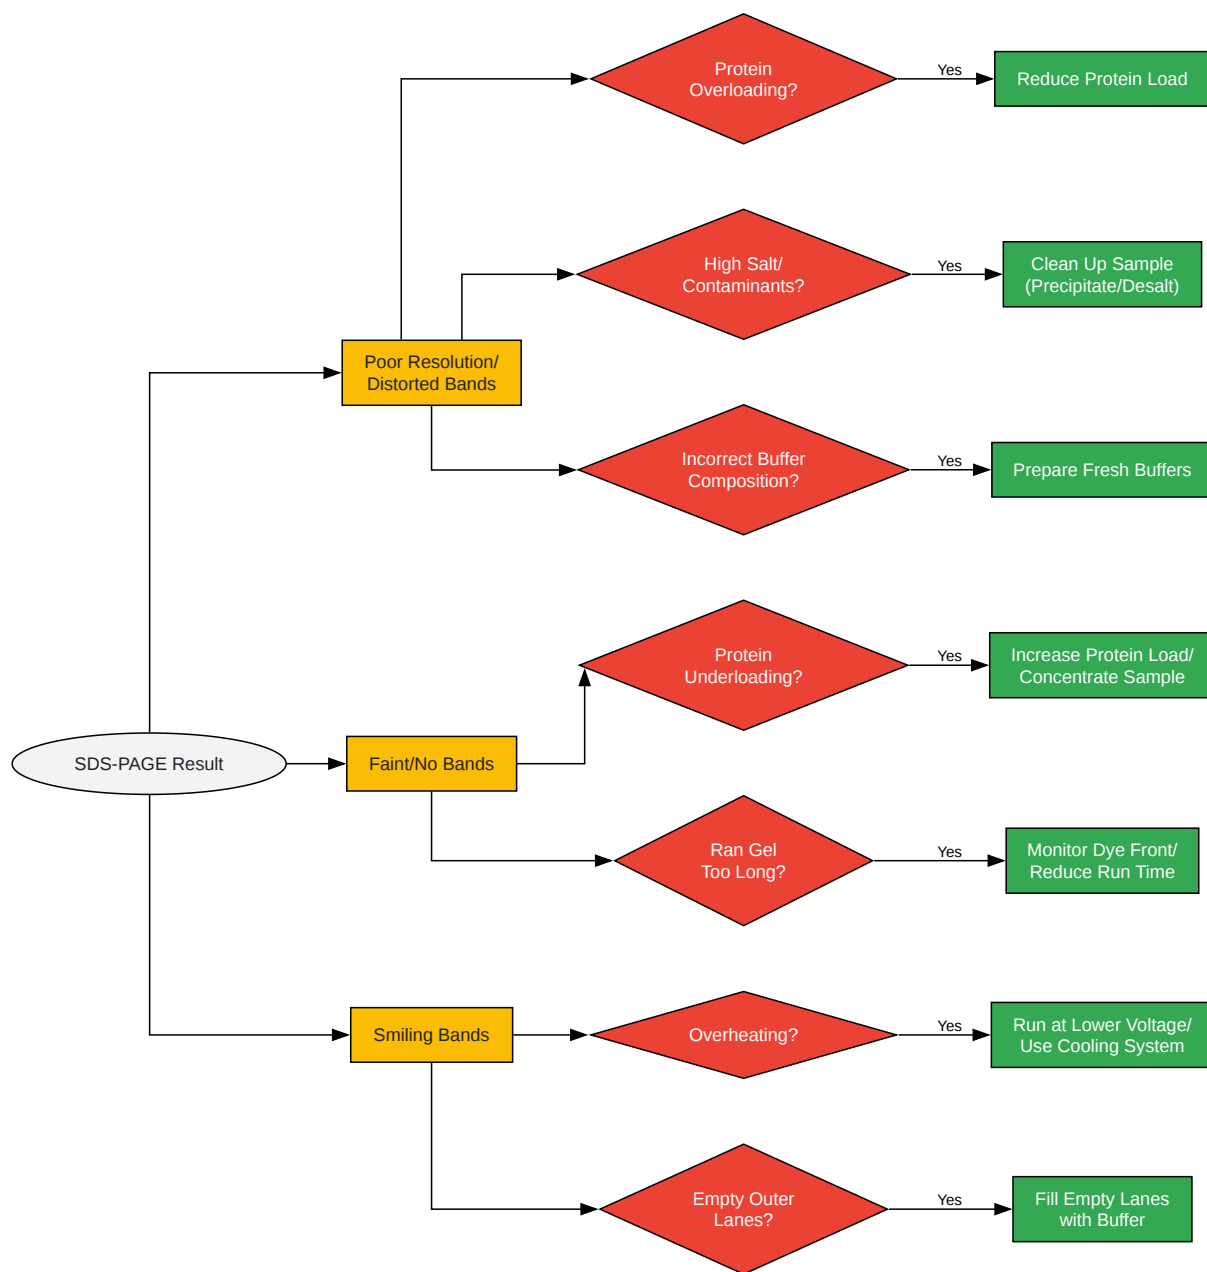 Protein
Overloading?
Yes
Reduce Protein Load
High Salt/
Contaminants?
Yes
Clean Up Sample
(Precipitate/Desalt)
Poor Resolution/
Distorted Bands
Incorrect Buffer
Composition?
Yes
Prepare Fresh Buffers
Protein
Underloading?
Yes
Increase Protein Load/
Concentrate Sample
SDS-PAGE Result
Faint/No Bands
Ran Gel
Too Long?
Yes
Monitor Dye Front/
Reduce Run Time
Smiling Bands
Overheating?
Yes
Run at Lower Voltage/
Use Cooling System
Empty Outer
Lanes?
Yes
Fill Empty Lanes
with Buffer